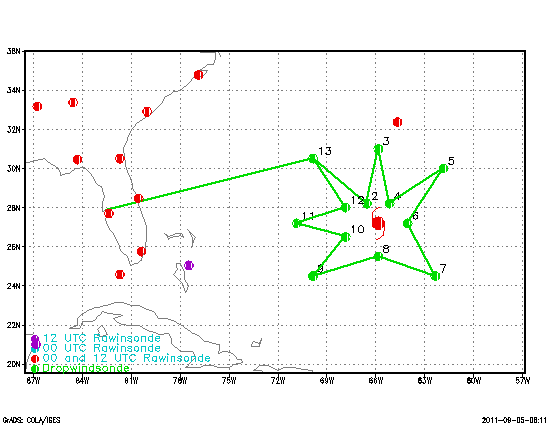 36N
34N
32N
30N
28N
26N
24N
22N
20N
13
3
5
12
2
4
11
6
10
8
9
7
12 UTC Rawinsonde
00 UTC Rawinsonde
00 and 12 UTC Rawinsonde
Dropwindsonde
87W 84W 81W 78W 75W 72W 69W 66W 63W 60W 57W
GrADS: COLA/IGES
2011-09-05-08:11